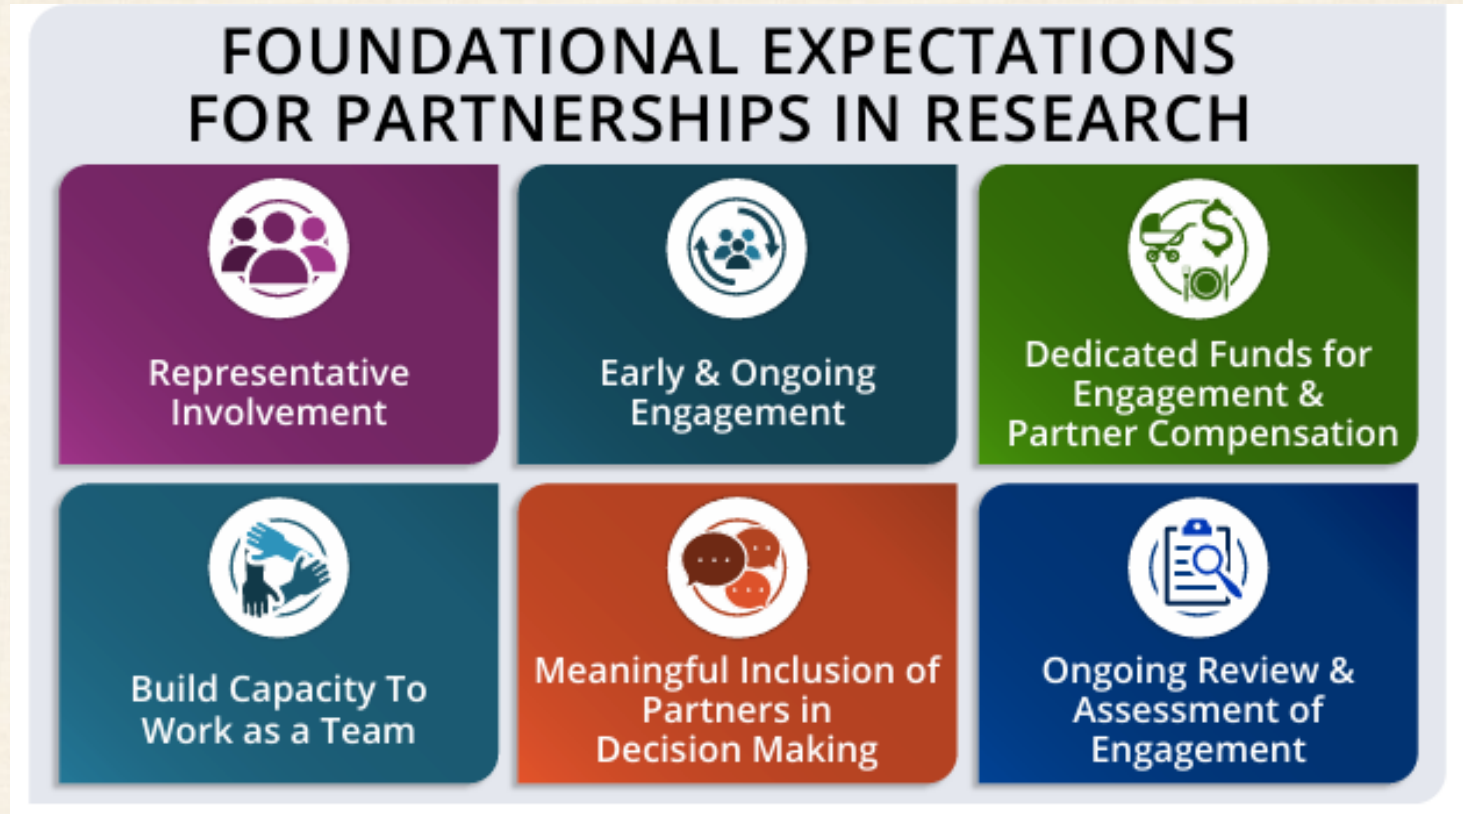 FOUNDATIONAL EXPECTATIONS
FOR PARTNERSHIPS IN RESEARCH
Representative
Involvement
Early & Ongoing
Engagement
Dedicated Funds for
Engagement &
Partner Compensation
Build Capacity To
Work as a Team
Meaningful Inclusion of
Partners in
Decision Making
Ongoing Review &
Assessment of
Engagement